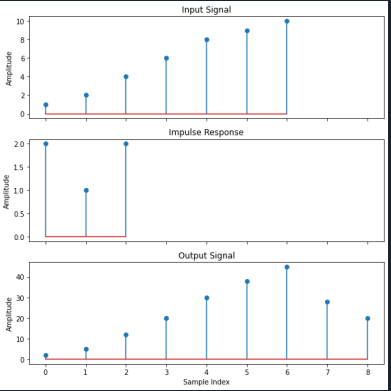 Input Signal
10
8
6
4
2
0
Amplitude
Impulse Response
2.0
1.5
1.0
0.5
0.0
Amplitude
Output Signal
40
30
20
10
0
Amplitude
0 1 2 3 4 5 6 7 8
Sample Index